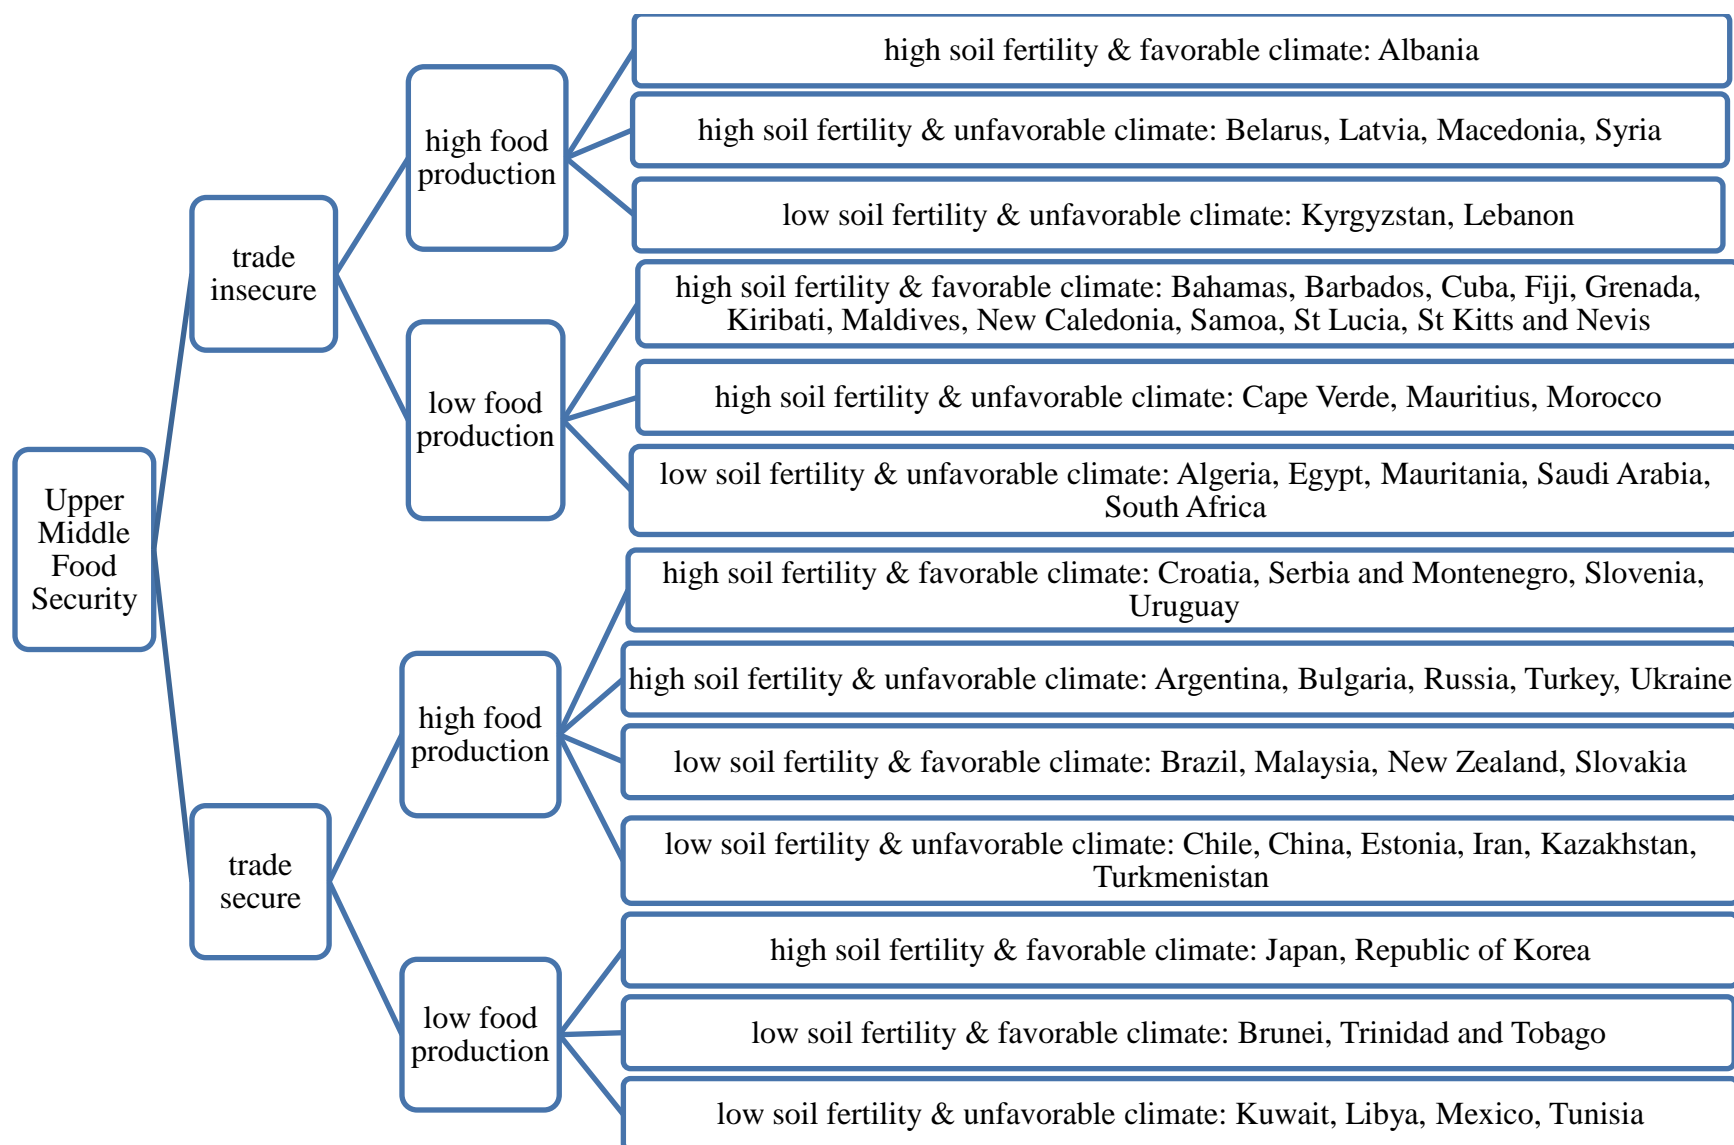 Upper
Middle
Food
Security
trade
insecure
high food
production
high soil fertility & favorable climate: Albania
high soil fertility & unfavorable climate: Belarus, Latvia, Macedonia, Syria
low soil fertility & unfavorable climate: Kyrgyzstan, Lebanon
low food
production
high soil fertility & favorable climate: Bahamas, Barbados, Cuba, Fiji, Grenada,
Kiribati, Maldives, New Caledonia, Samoa, St Lucia, St Kitts and Nevis
high soil fertility & unfavorable climate: Cape Verde, Mauritius, Morocco
low soil fertility & unfavorable climate: Algeria, Egypt, Mauritania, Saudi Arabia,
South Africa
trade
secure
high food
production
high soil fertility & favorable climate: Croatia, Serbia and Montenegro, Slovenia,
Uruguay
high soil fertility & unfavorable climate: Argentina, Bulgaria, Russia, Turkey, Ukraine
low soil fertility & favorable climate: Brazil, Malaysia, New Zealand, Slovakia
low soil fertility & unfavorable climate: Chile, China, Estonia, Iran, Kazakhstan,
Turkmenistan
low food
production
high soil fertility & favorable climate: Japan, Republic of Korea
low soil fertility & favorable climate: Brunei, Trinidad and Tobago
low soil fertility & unfavorable climate: Kuwait, Libya, Mexico, Tunisia